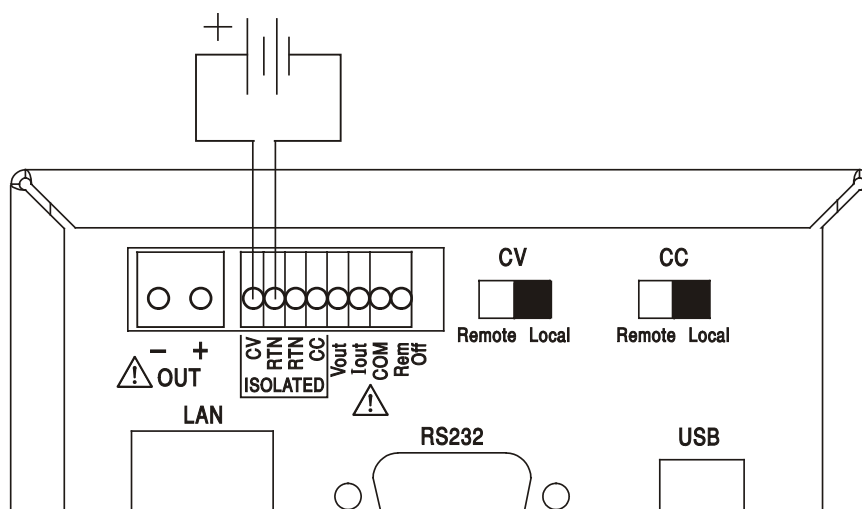 +
CV
CC
Remote Local
Remote Local
- +
OUT
CV
RTN
RTN
CC
Vout
Iout
COM
Rem
Off
ISOLATED
LAN
RS232
USB